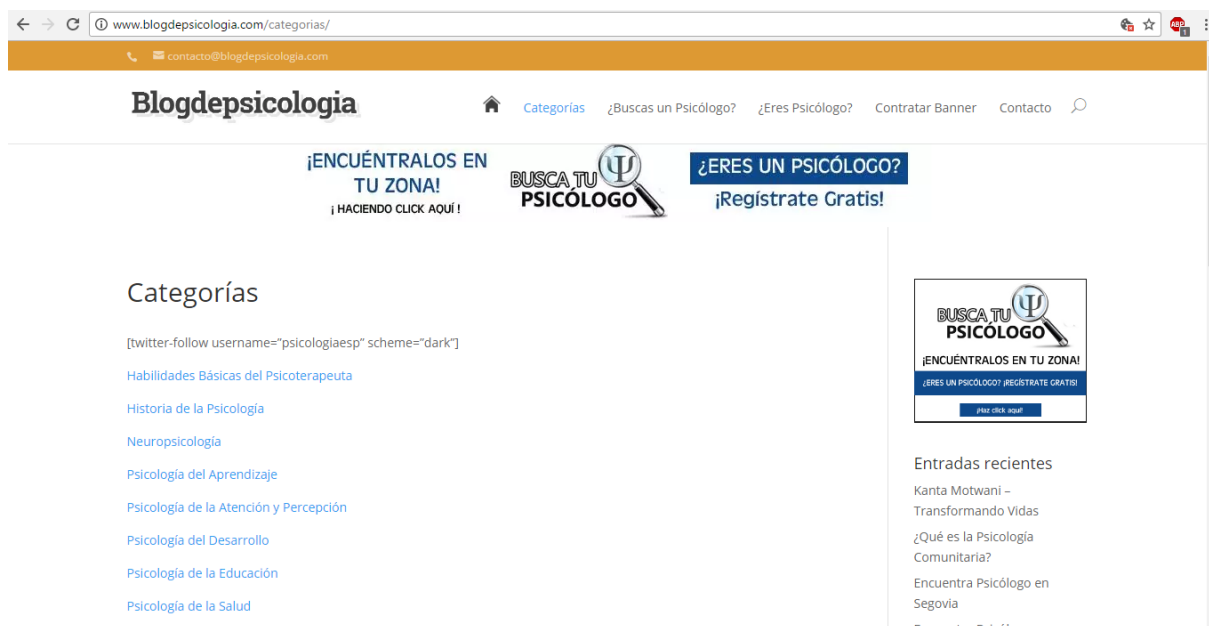 www.blogdepsicologia.com/categorias/
ABP
1
contacto@blogdepsicologia.com
Blogdepsicologia
Categorías
¿Buscas un Psicólogo?
¿Eres Psicólogo?
Contratar Banner
Contacto
¡ENCUÉNTRALOS EN
TU ZONA!
¡ HACIENDO CLICK AQUÍ !
BUSCA TU
PSICÓLOGO
¿ERES UN PSICÓLOGO?
¡Regístrate Gratis!
Categorías
[twitter-follow username=“psicologiaesp” scheme=“dark”]
Habilidades Básicas del Psicoterapeuta
Historia de la Psicología
Neuropsicología
Psicología del Aprendizaje
Psicología de la Atención y Percepción
Psicología del Desarrollo
Psicología de la Educación
Psicología de la Salud
BUSCA TU
PSICÓLOGO
¡ENCUÉNTRALOS EN TU ZONA!
¿ERES UN PSICÓLOGO? ¡REGÍSTRATE GRATIS!
¡Haz click aquí!
Entradas recientes
Kanta Motwani –
Transformando Vidas
¿Qué es la Psicología
Comunitaria?
Encuentra Psicólogo en
Segovia